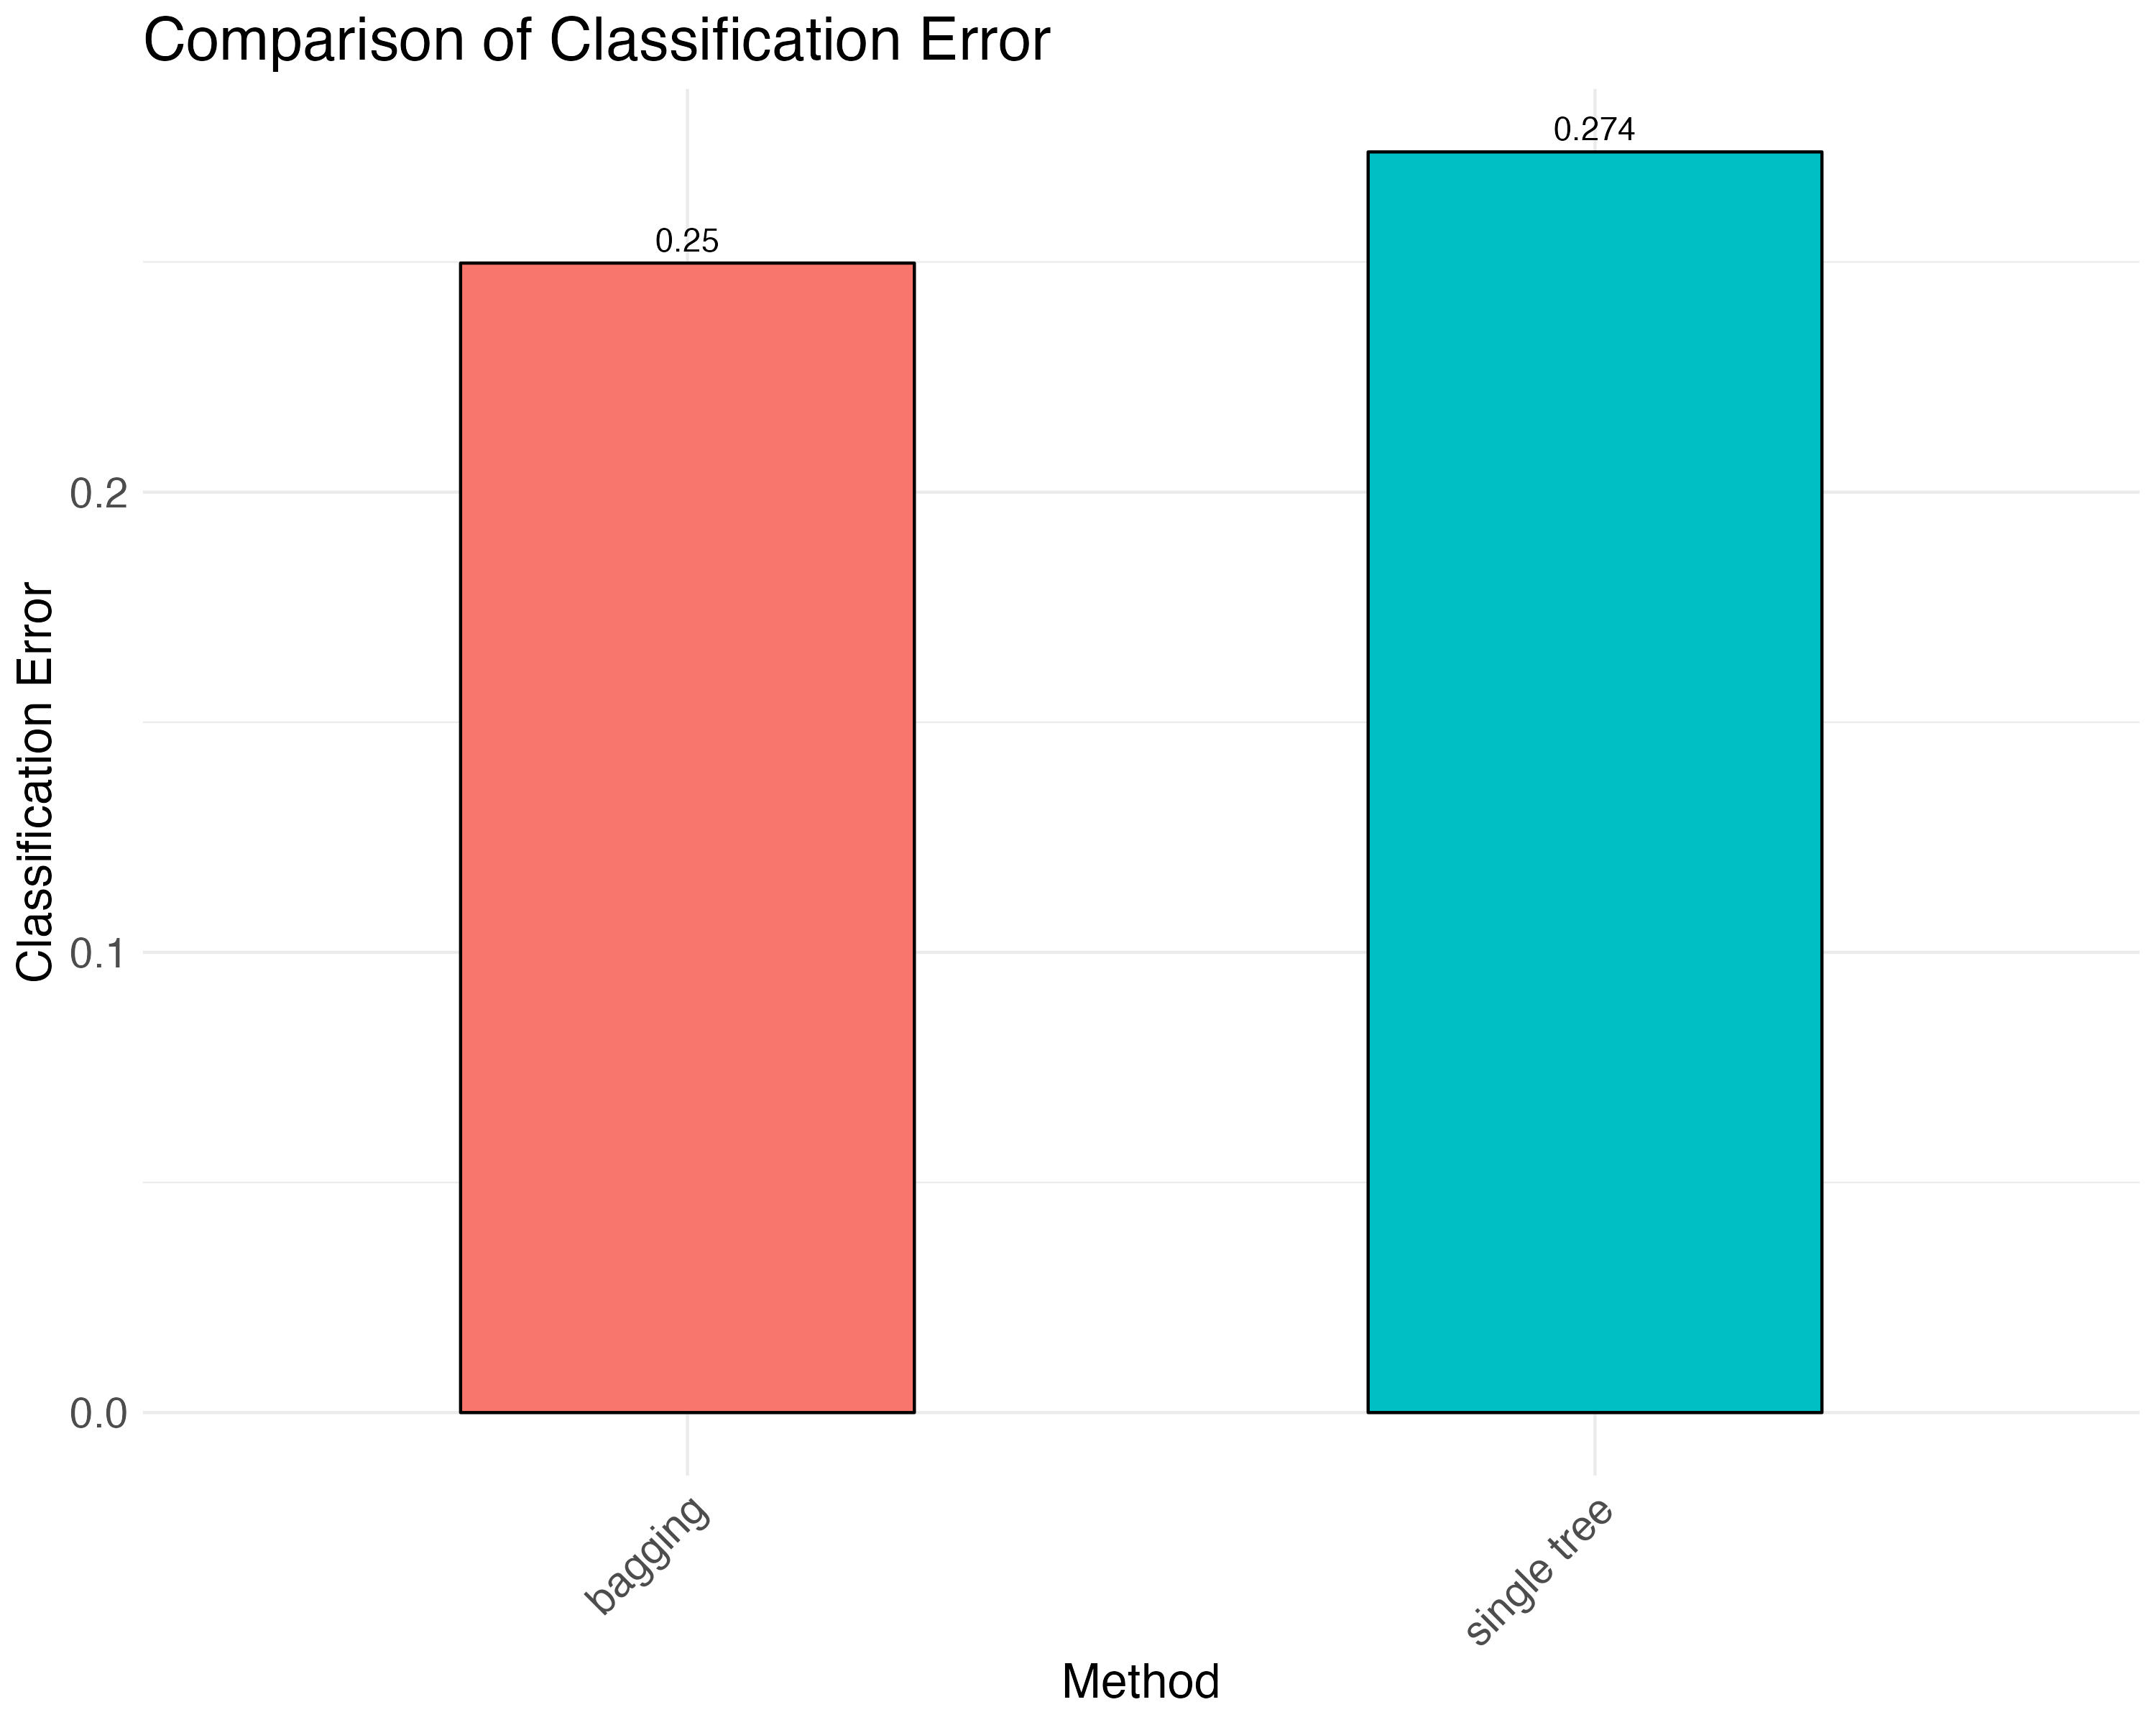 Comparison of Classification Error
0.274
0.25
0.2
0.1
0.0
Classification Error
bagging
single tree
Method